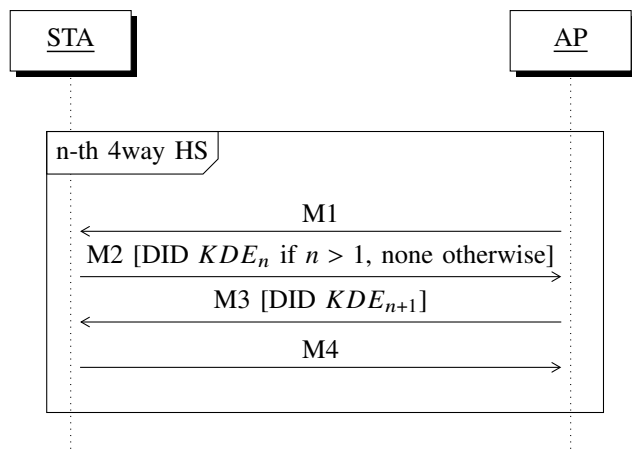 STA
AP
n-th 4way HS
M1
M2 [DID KDEₙ if n > 1, none otherwise]
M3 [DID KDEₙ₊₁]
M4